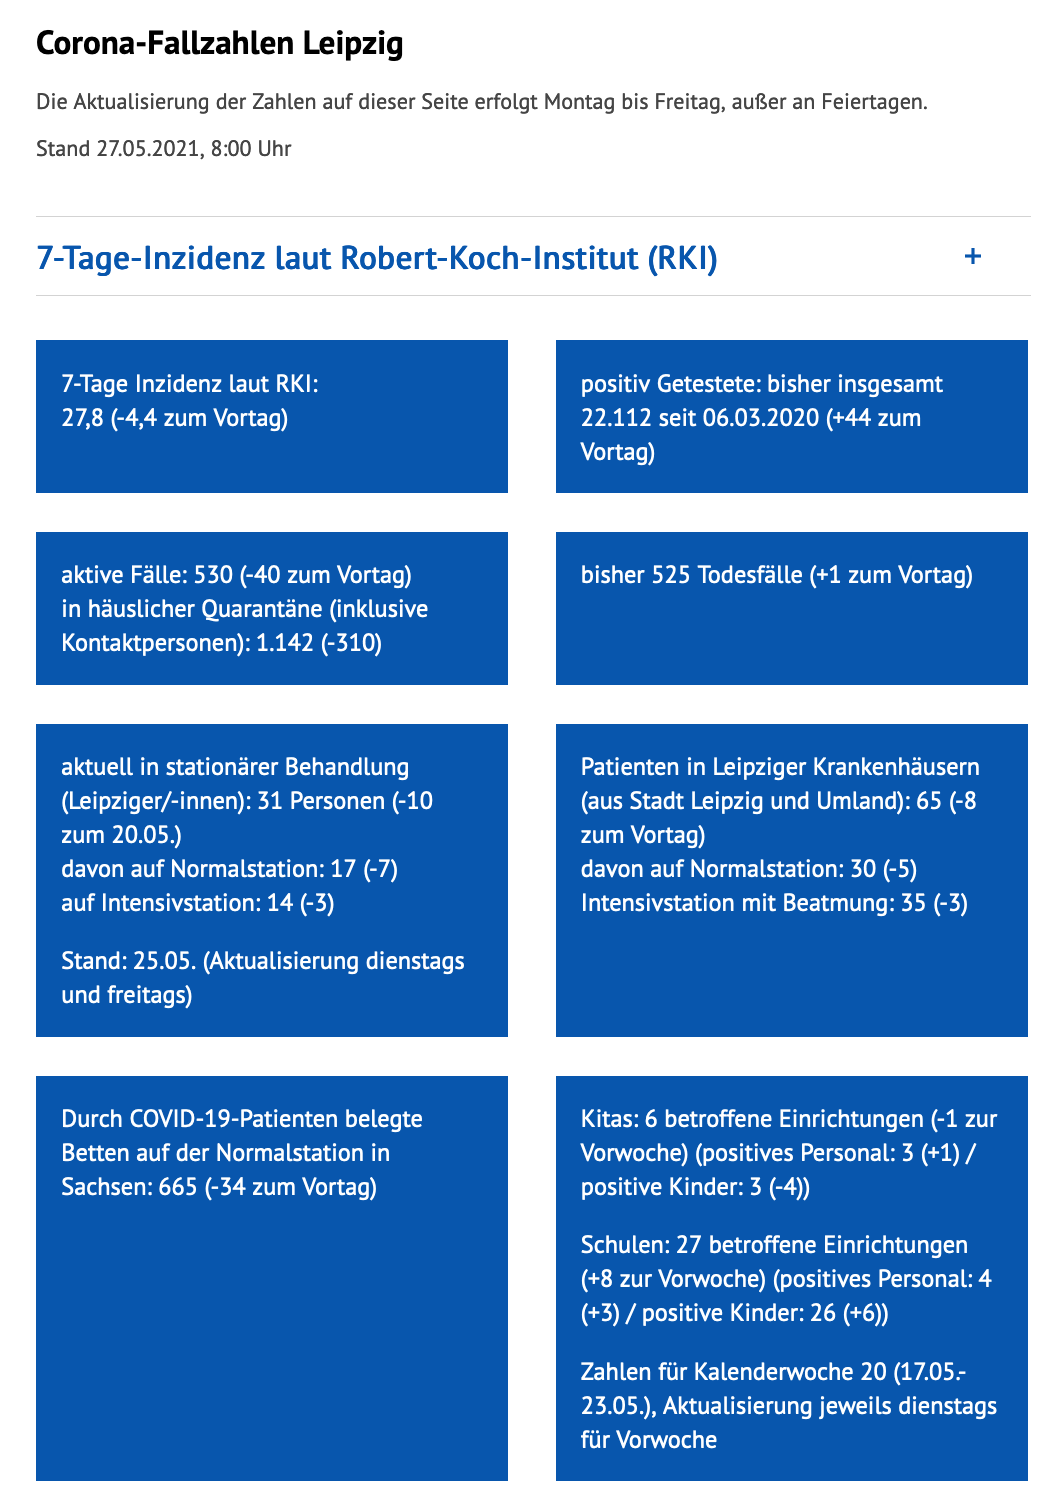 Corona-Fallzahlen Leipzig
Die Aktualisierung der Zahlen auf dieser Seite erfolgt Montag bis Freitag, außer an Feiertagen.
Stand 27.05.2021, 8:00 Uhr
7-Tage-Inzidenz laut Robert-Koch-Institut (RKI) +
7-Tage Inzidenz laut RKI:
27,8 (-4,4 zum Vortag)
positiv Getestete: bisher insgesamt
22.112 seit 06.03.2020 (+44 zum
Vortag)
aktive Fälle: 530 (-40 zum Vortag)
in häuslicher Quarantäne (inklusive
Kontaktpersonen): 1.142 (-310)
bisher 525 Todesfälle (+1 zum Vortag)
aktuell in stationärer Behandlung
(Leipziger/-innen): 31 Personen (-10
zum 20.05.)
davon auf Normalstation: 17 (-7)
auf Intensivstation: 14 (-3)
Stand: 25.05. (Aktualisierung dienstags
und freitags)
Patienten in Leipziger Krankenhäusern
(aus Stadt Leipzig und Umland): 65 (-8
zum Vortag)
davon auf Normalstation: 30 (-5)
Intensivstation mit Beatmung: 35 (-3)
Durch COVID-19-Patienten belegte
Betten auf der Normalstation in
Sachsen: 665 (-34 zum Vortag)
Kitas: 6 betroffene Einrichtungen (-1 zur
Vorwoche) (positives Personal: 3 (+1) /
positive Kinder: 3 (-4))
Schulen: 27 betroffene Einrichtungen
(+8 zur Vorwoche) (positives Personal: 4
(+3) / positive Kinder: 26 (+6))
Zahlen für Kalenderwoche 20 (17.05.-
23.05.), Aktualisierung jeweils dienstags
für Vorwoche